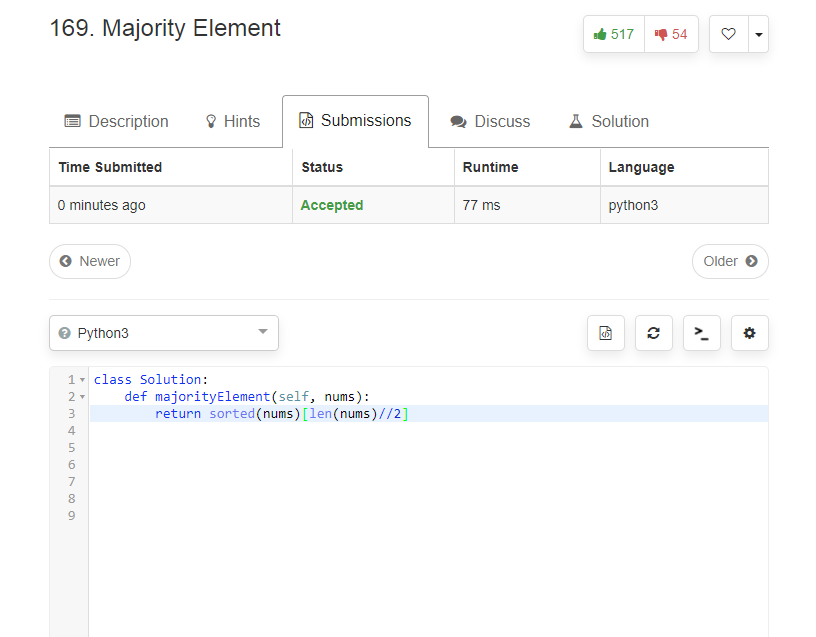 169. Majority Element
517
54
Description
Hints
Submissions
Discuss
Solution
Time Submitted Status Runtime Language
0 minutes ago Accepted 77 ms python3
Newer
Older
Python3
1 class Solution:
2 def majorityElement(self, nums):
3 return sorted(nums)[len(nums)//2]
4
5
6
7
8
9